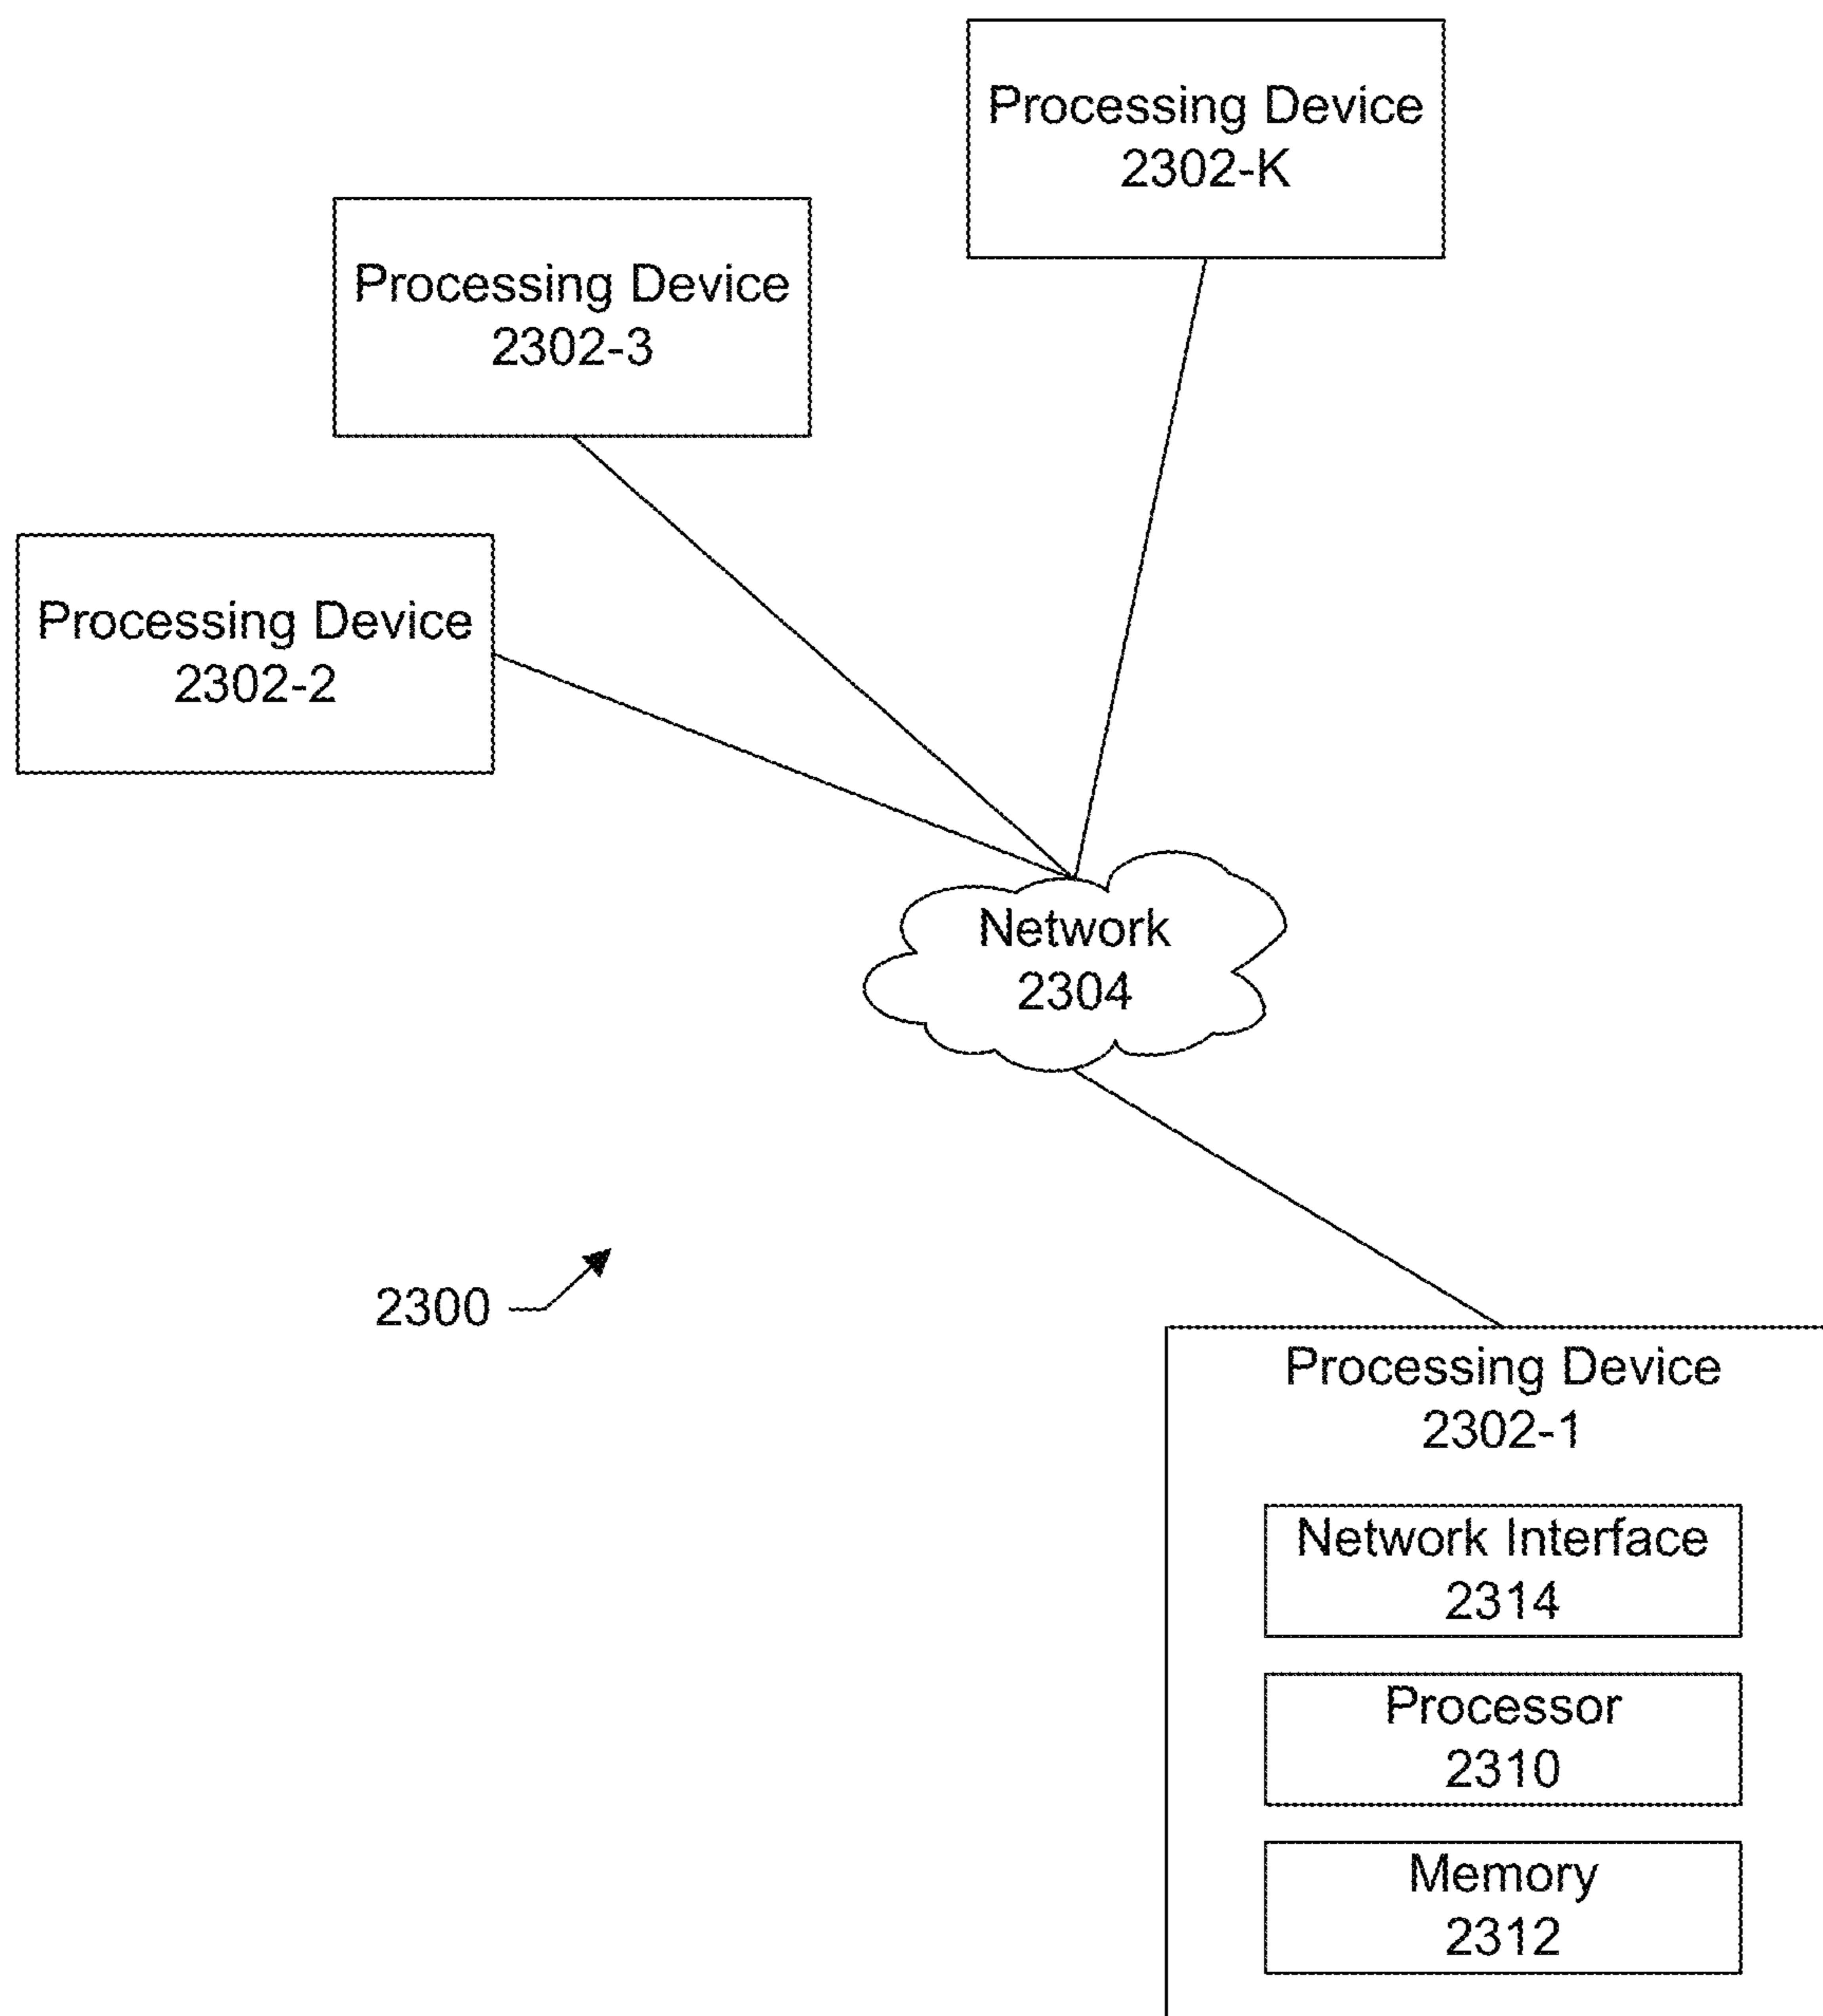 Processing Device
2302-K
Processing Device
2302-3
Processing Device
2302-2
Network
2304
2300
Processing Device
2302-1
Network Interface
2314
Processor
2310
Memory
2312